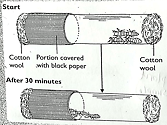 Start
Cotton wool
Portion covered with black paper
Cotton wool
After 30 minutes